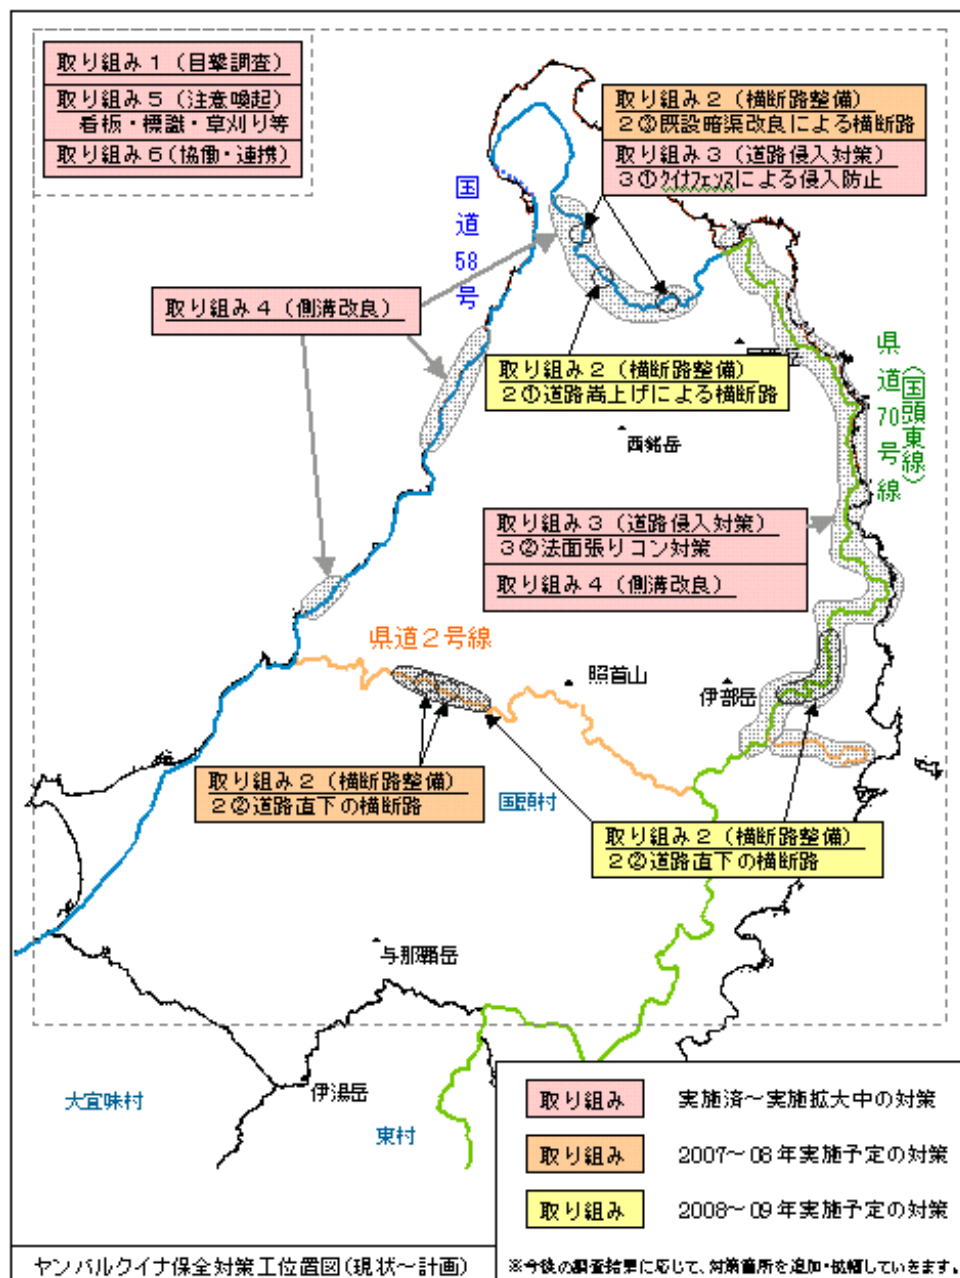 取り組み１（目撃調査）
取り組み５（注意喚起）
看板・標識・草刈り等
取り組み６（協働・連携）
国道58号
取り組み２（横断路整備）
２③既設暗渠改良による横断路
取り組み３（道路侵入対策）
３①クイナフェンスによる侵入防止
取り組み４（側溝改良）
取り組み２（横断路整備）
２①道路嵩上げによる横断路
西銘岳
県道70号線
（国頭東線）
取り組み３（道路侵入対策）
３②法面張りコン対策
取り組み４（側溝改良）
県道２号線
照首山
伊部岳
取り組み２（横断路整備）
２②道路直下の横断路
国頭村
取り組み２（横断路整備）
２②道路直下の横断路
与那覇岳
伊湯岳
大宜味村
東村
取り組み 実施済～実施拡大中の対策
取り組み 2007～08年実施予定の対策
取り組み 2008～09年実施予定の対策
ヤンバルクイナ保全対策工位置図(現状～計画)
※今後の調査結果に応じて、対策箇所を追加・拡幅していきます。